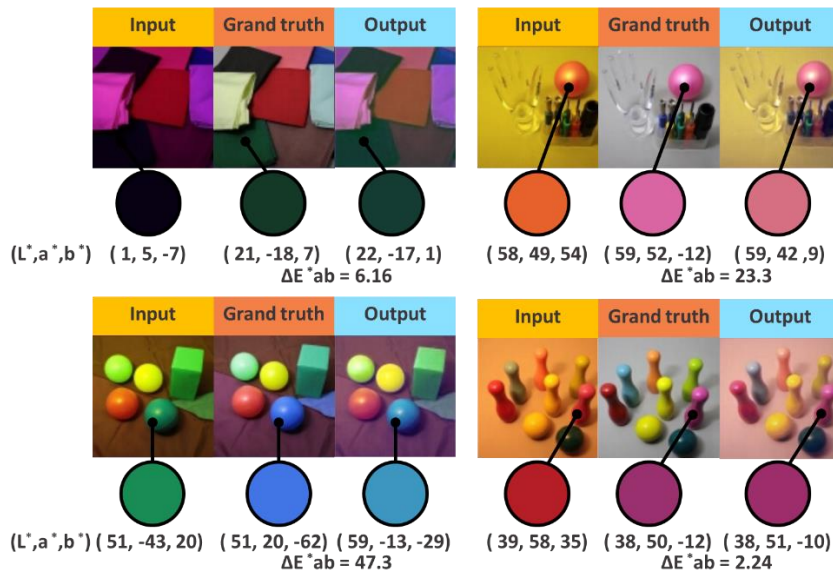 Input Grand truth Output Input Grand truth Output
(L*,a*,b*) ( 1, 5, -7) ( 21, -18, 7) ( 22, -17, 1) ( 58, 49, 54) ( 59, 52, -12) ( 59, 42 ,9)
ΔE*ab = 6.16 ΔE*ab = 23.3
Input Grand truth Output Input Grand truth Output
(L*,a*,b*) ( 51, -43, 20) ( 51, 20, -62) ( 59, -13, -29) ( 39, 58, 35) ( 38, 50, -12) ( 38, 51, -10)
ΔE*ab = 47.3 ΔE*ab = 2.24